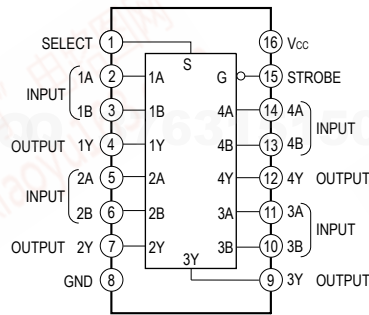 SELECT 1 S 16 Vcc
INPUT 1A 2 1A G 15 STROBE
1B 3 1B 4A 14 4A INPUT
OUTPUT 1Y 4 1Y 4B 13 4B
INPUT 2A 5 2A 4Y 12 4Y OUTPUT
2B 6 2B 3A 11 3A INPUT
OUTPUT 2Y 7 2Y 3B 10 3B
GND 8 3Y 9 3Y OUTPUT